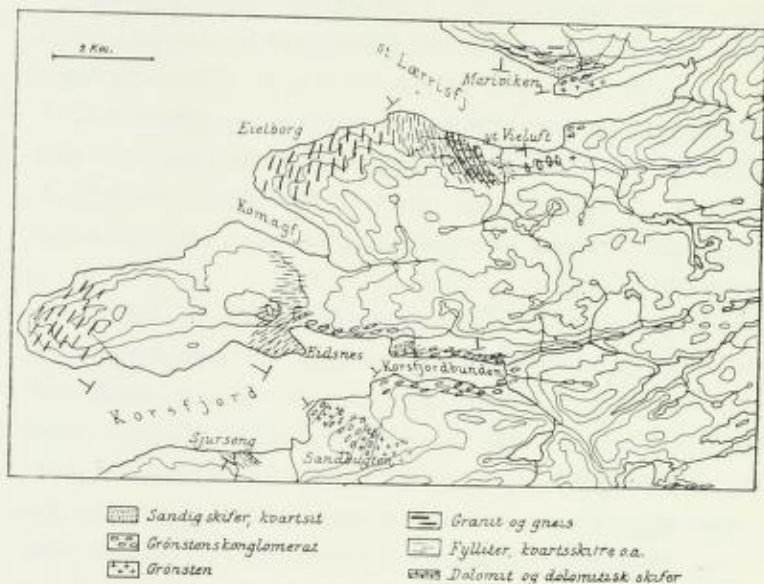 2 Km.
St Lærrisfj
Mariviken
Eielborg
st Vieluft
Komagfj
Eidsnes
Korsfjordbunden
Korsfjord
Sjursong
Sandbugten
Sandig skifer, kvartsit
Grönstenskonglomerat
Grönsten
Granit og gneis
Fylliter, kvartsskifre o.a.
Dolomit og dolomitisk skifer